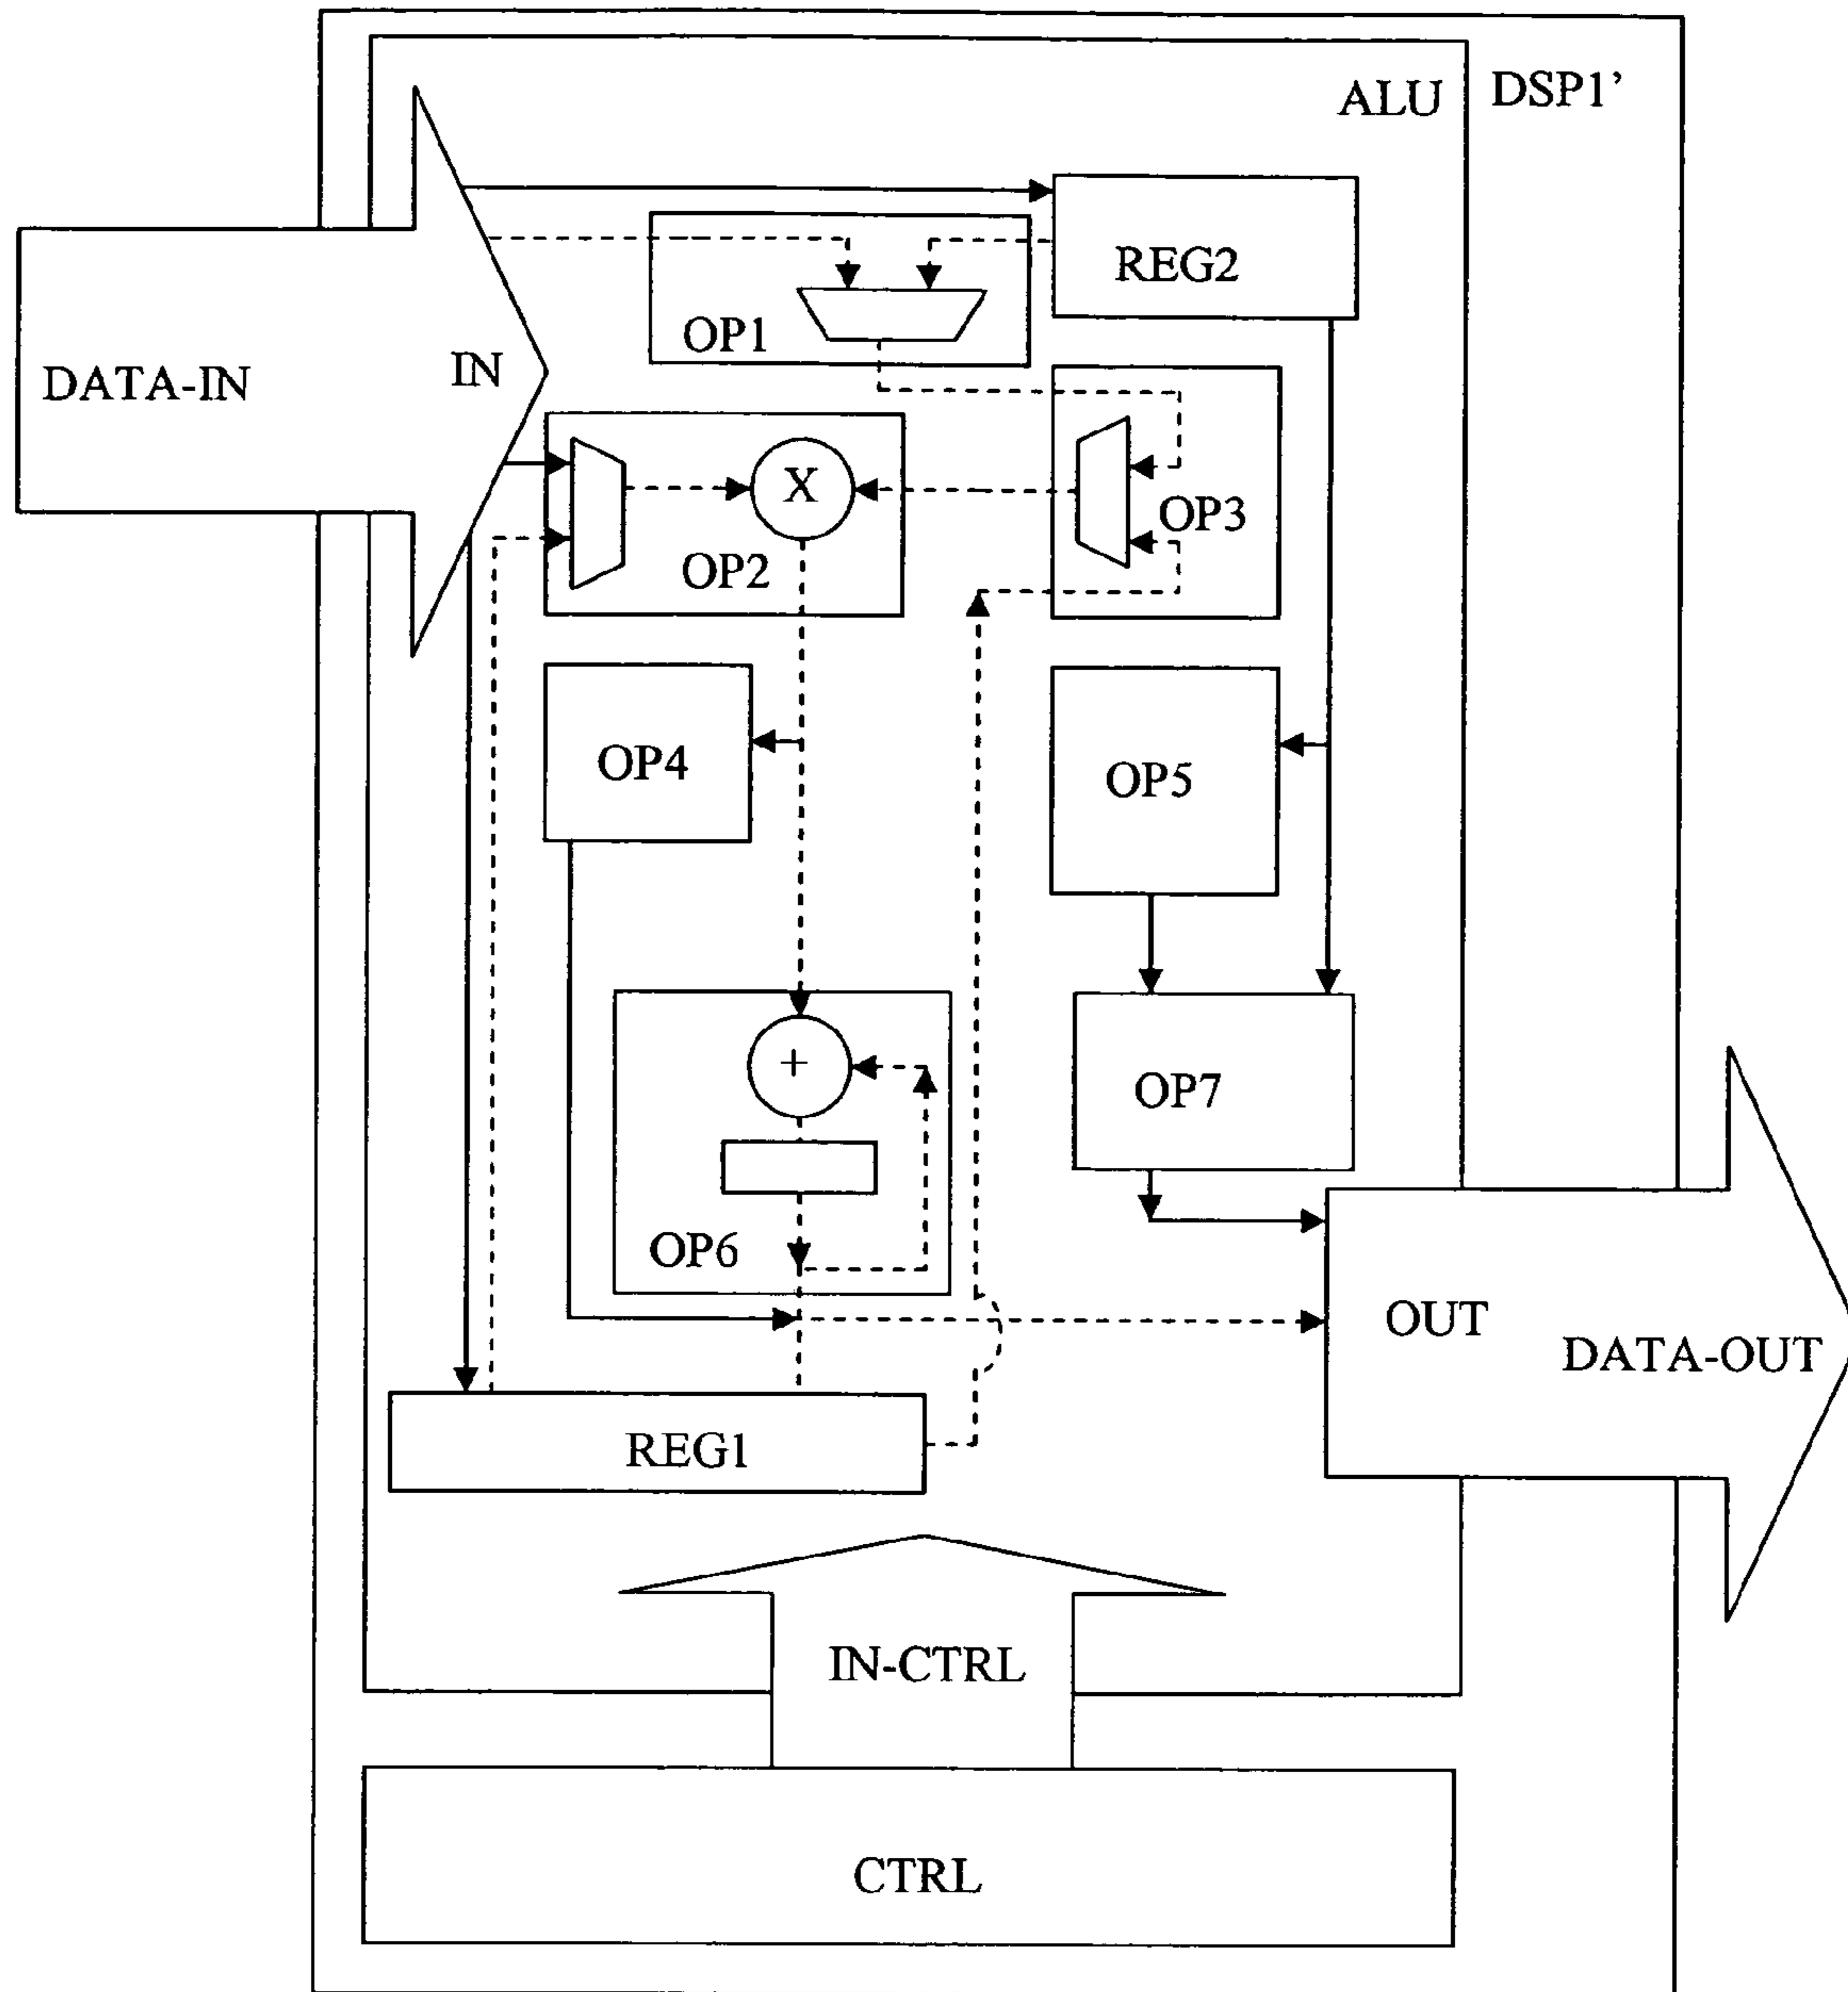 ALU
DSP1’
REG2
OP1
DATA-IN
IN
X
OP3
OP2
OP4
OP5
+
OP7
OP6
OUT
DATA-OUT
REG1
IN-CTRL
CTRL